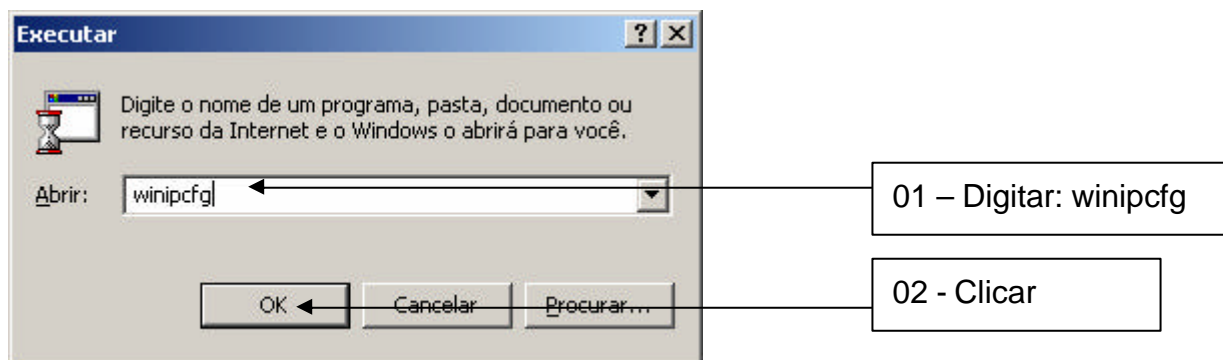 Executar
Digite o nome de um programa, pasta, documento ou
recurso da Internet e o Windows o abrirá para você.
Abrir: winipcfg
01 – Digitar: winipcfg
OK Cancelar Procurar...
02 - Clicar